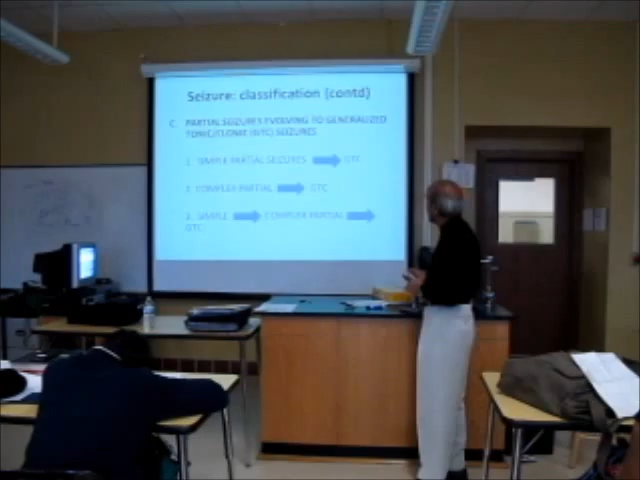 Seizure: classification (contd)
C. PARTIAL SEIZURES EVOLVING TO GENERALIZED
TONIC/CLONIC (GTC) SEIZURES
1. SIMPLE PARTIAL SEIZURES GTC
2. COMPLEX PARTIAL GTC
3. SIMPLE COMPLEX PARTIAL
GTC